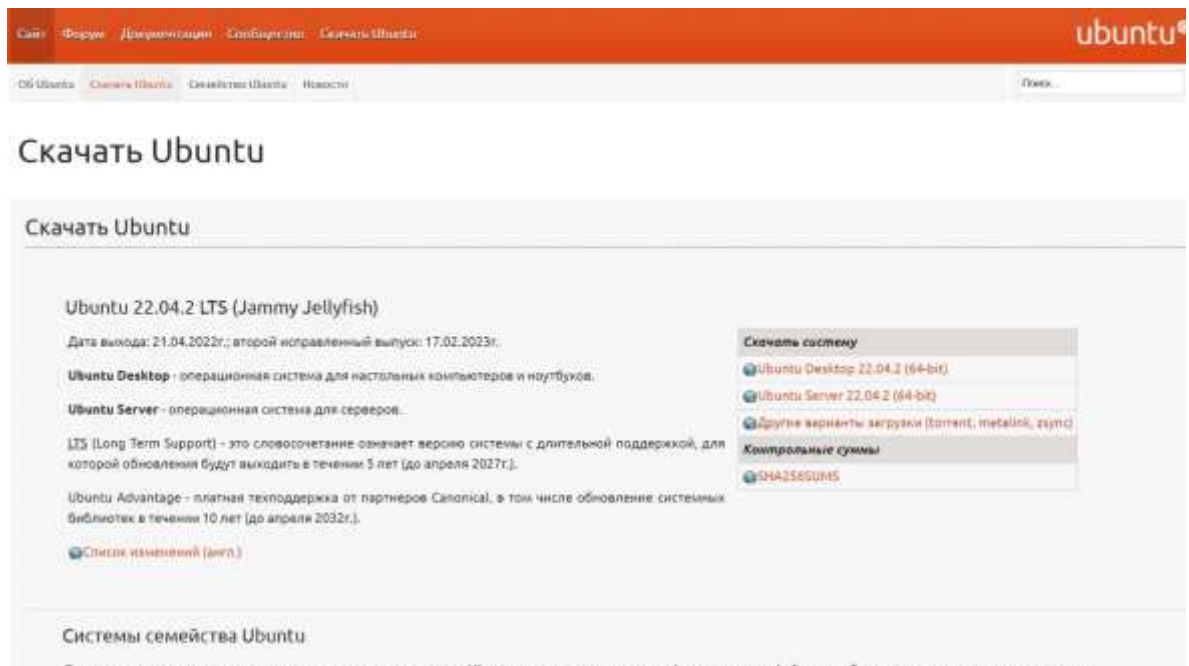 Сайт Форум Документация Сообщество Скачать Ubuntu
ubuntu
Об Ubuntu Скачать Ubuntu Семейство Ubuntu Новости
Поиск...
Скачать Ubuntu
Скачать Ubuntu
Ubuntu 22.04.2 LTS (Jammy Jellyfish)
Дата выхода: 21.04.2022г.; второй исправленный выпуск: 17.02.2023г.
Ubuntu Desktop - операционная система для настольных компьютеров и ноутбуков.
Ubuntu Server - операционная система для серверов.
LTS (Long Term Support) - это словосочетание означает версию системы с длительной поддержкой, для
которой обновления будут выходить в течении 5 лет (до апреля 2027г.).
Ubuntu Advantage - платная техподдержка от партнеров Canonical, в том числе обновление системных
библиотек в течении 10 лет (до апреля 2032г.).
Список изменений (англ.)
Скачать систему
Ubuntu Desktop 22.04.2 (64-bit)
Ubuntu Server 22.04.2 (64-bit)
Другие варианты загрузки (torrent, metalink, zsync)
Контрольные суммы
SHA256SUMS
Системы семейства Ubuntu